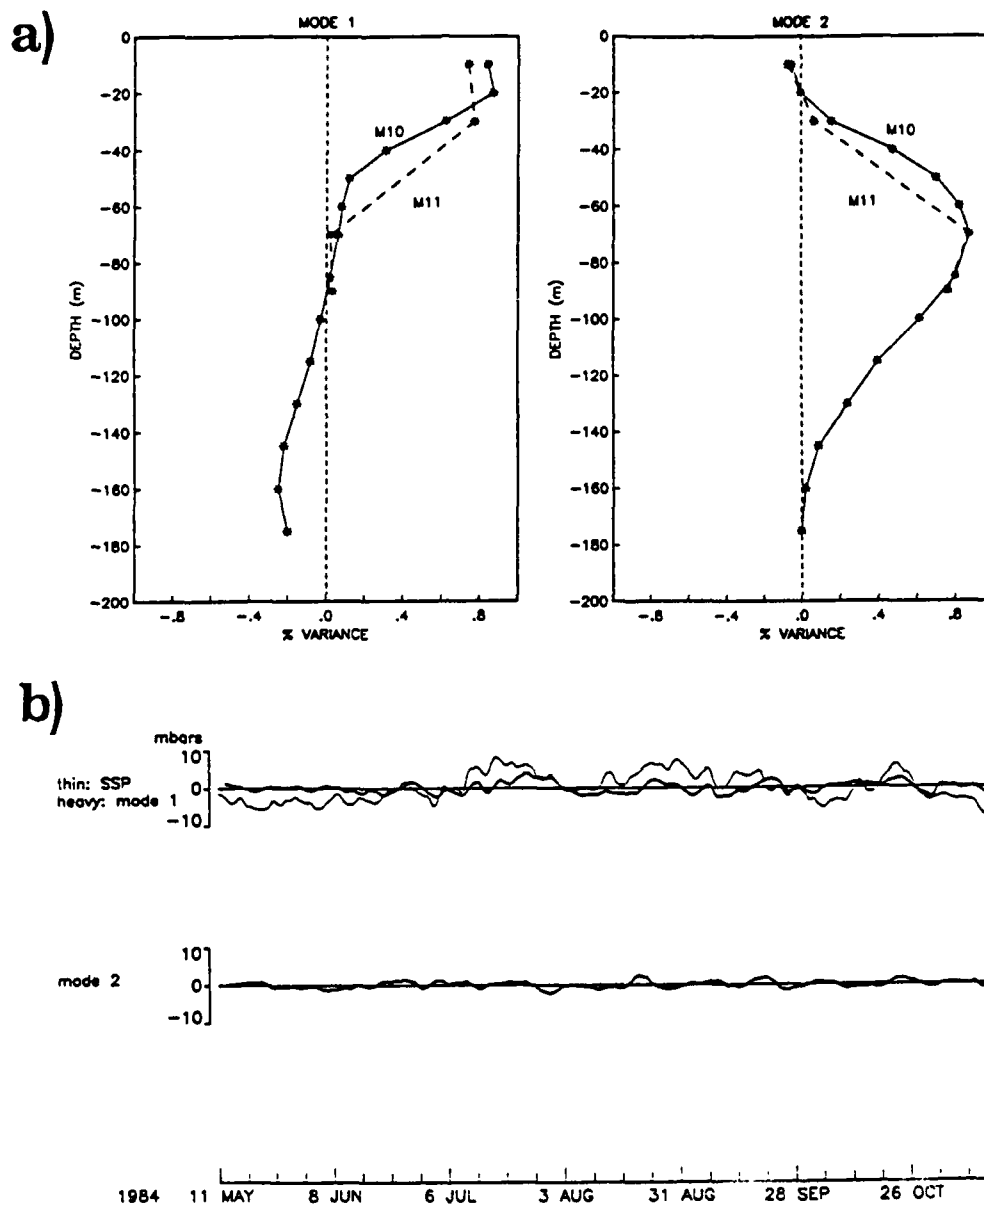 a)
MODE 1
0
-20
-40
-60
-80
-100
-120
-140
-160
-180
-200
DEPTH (m)
M10
M11
-.8 -.4 .0 .4 .8
% VARIANCE
MODE 2
0
-20
-40
-60
-80
-100
-120
-140
-160
-180
-200
DEPTH (m)
M10
M11
-.8 -.4 .0 .4 .8
% VARIANCE
b)
mbars
thin: SSP
heavy: mode 1
10
0
-10
mode 2
10
0
-10
1984 11 MAY 8 JUN 6 JUL 3 AUG 31 AUG 28 SEP 26 OCT